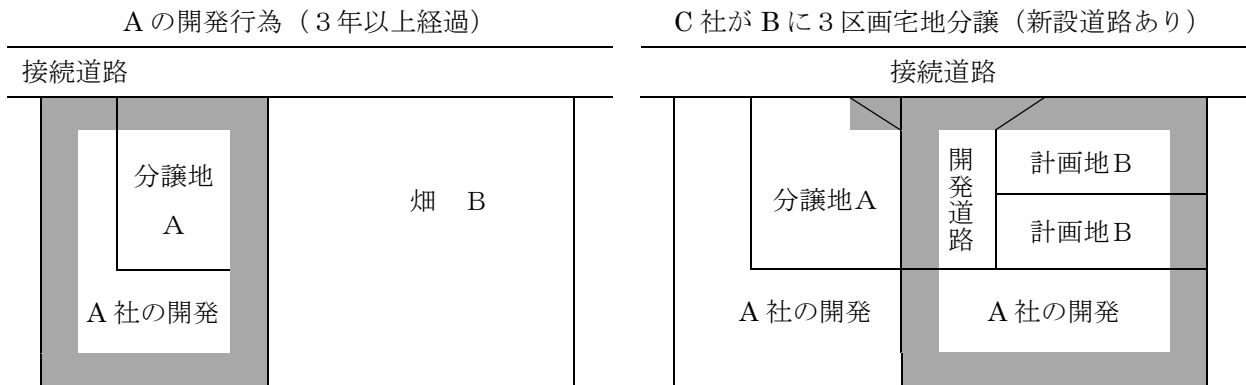 Aの開発行為（３年以上経過）
接続道路
分譲地
A
畑　B
A社の開発
C社がBに３区画宅地分譲（新設道路あり）
接続道路
分譲地A
開発道路
計画地B
計画地B
A社の開発
A社の開発